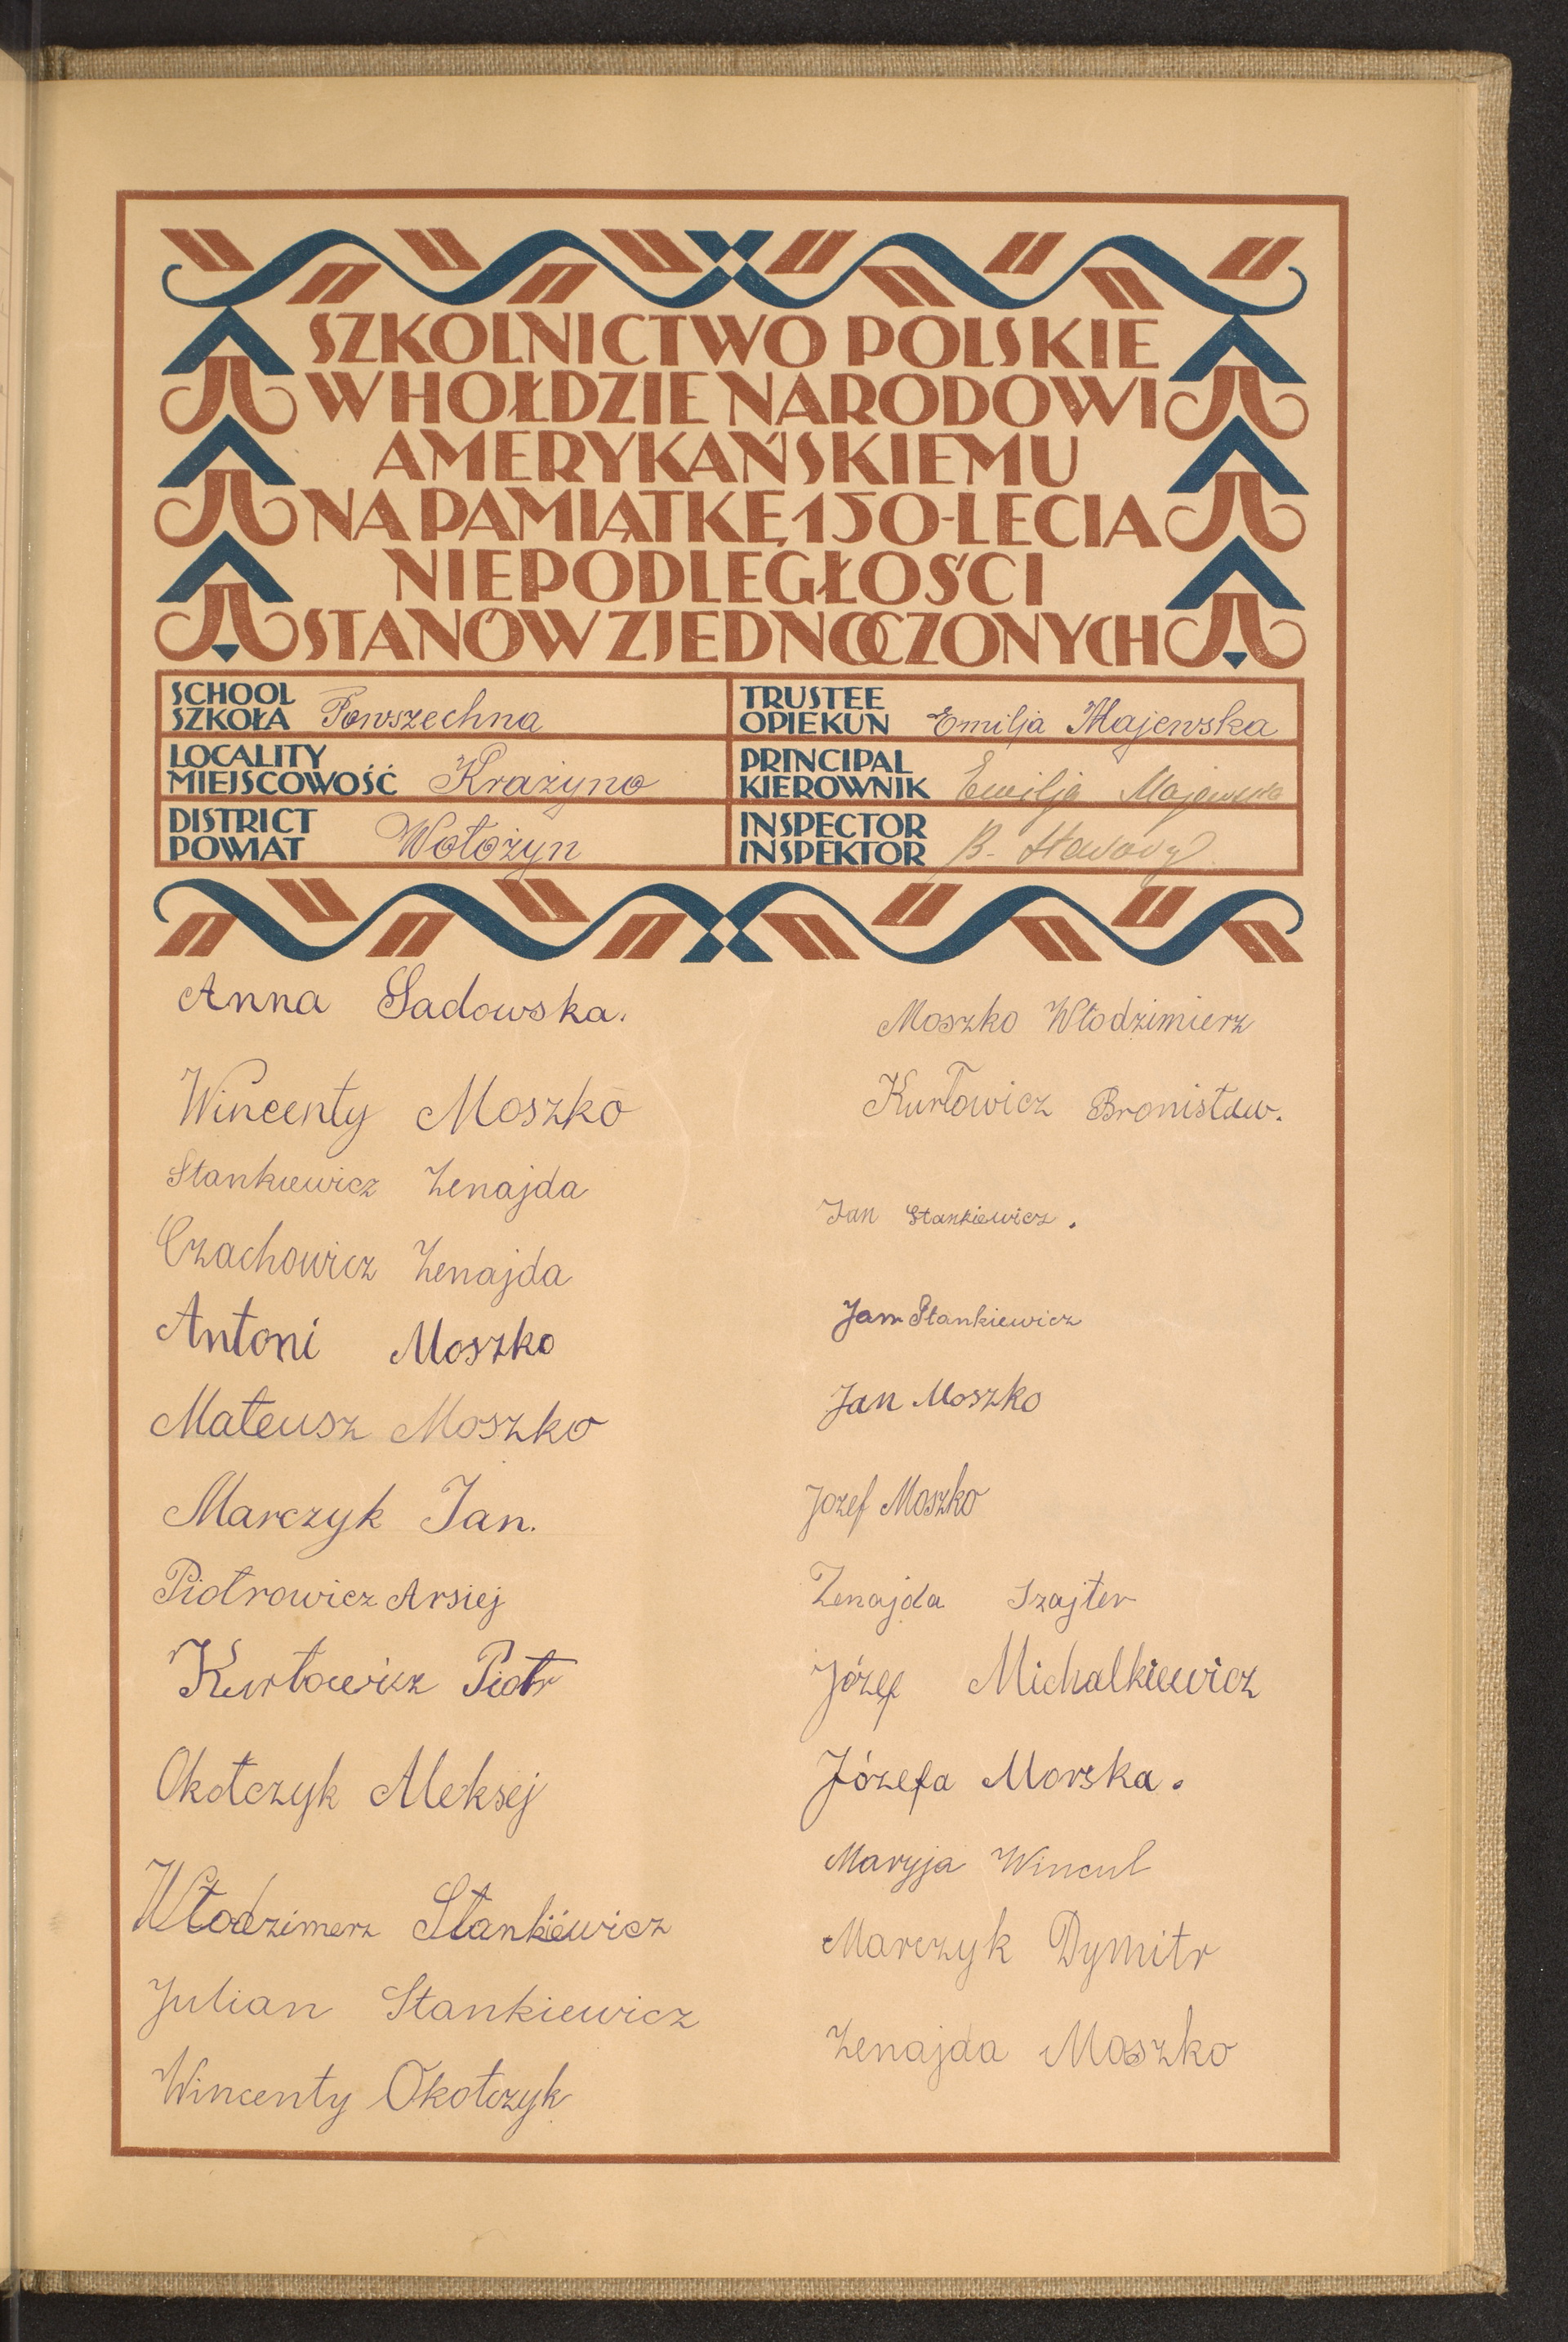 SZKOLNICTWO POLSKIE
W HOŁDZIE NARODOWI
AMERYKAŃSKIEMU
NA PAMIĄTKĘ 150-LECIA
NIEPODLEGŁOŚCI
STANÓW ZJEDNOCZONYCH
SCHOOL
SZKOŁA Powszechna
TRUSTEE
OPIEKUN Emilja Majewska
LOCALITY
MIEJSCOWOŚĆ Krażyno
PRINCIPAL
KIEROWNIK Emilja Majewska
DISTRICT
POWIAT Wołożyn
INSPECTOR
INSPEKTOR B.
Anna Sadowska.
Wincenty Moszko
Stankiewicz Zenajda
Czachowicz Zenajda
Antoni Moszko
Mateusz Moszko
Marczyk Jan.
Piotrowicz Arsiej
Kurłowicz Piotr
Okołczyk Aleksej
Włodzimerz Stankiewicz
Julian Stankiewicz
Wincenty Okołczyk
Moszko Włodzimierz
Kurłowicz Bronisław.
Jan Stankiewicz.
Jan Stankiewicz
Jan Moszko
Jozef Moszko
Zenajda Szajter
Józef Michalkiewicz
Józefa Morska.
Maryja Wincul
Marczyk Dymitr
Zenajda Moszko